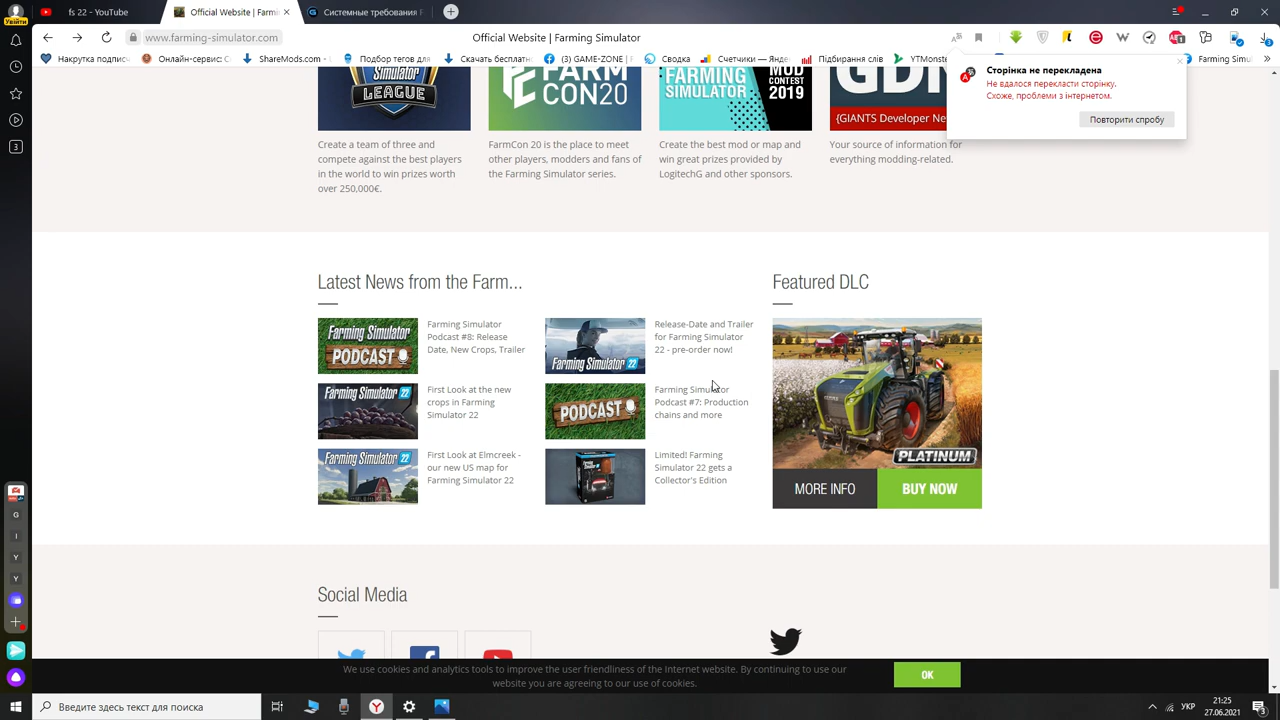 fs 22 - YouTube
Official Website | Farmi
Системные требования F
Войти
www.farming-simulator.com
Official Website | Farming Simulator
Накрутка подписч
Онлайн-сервис: С
ShareMods.com -
Подбор тегов для
Скачать бесплатно
(3) GAME-ZONE | F
Сводка
Счетчики — Янде
Підбирання слів
YTMonste
Farming Simu
Сторінка не перекладена
Не вдалося перекласти сторінку.
Схоже, проблеми з інтернетом.
Повторити спробу
SIMULATOR
LEAGUE
FARM
CON20
FARMING
SIMULATOR
MOD
CONTEST
2019
GDN
{GIANTS Developer Ne
Create a team of three and
compete against the best players
in the world to win prizes worth
over 250,000€.
FarmCon 20 is the place to meet
other players, modders and fans of
the Farming Simulator series.
Create the best mod or map and
win great prizes provided by
LogitechG and other sponsors.
Your source of information for
everything modding-related.
Latest News from the Farm...
Featured DLC
Farming Simulator
PODCAST
Farming Simulator
Podcast #8: Release
Date, New Crops, Trailer
FARMING SIMULATOR 22
Release-Date and Trailer
for Farming Simulator
22 - pre-order now!
FARMING SIMULATOR 22
First Look at the new
crops in Farming
Simulator 22
PODCAST
Farming Simulator
Podcast #7: Production
chains and more
FARMING SIMULATOR 22
First Look at Elmcreek -
our new US map for
Farming Simulator 22
Limited! Farming
Simulator 22 gets a
Collector's Edition
PLATINUM
MORE INFO
BUY NOW
Social Media
We use cookies and analytics tools to improve the user friendliness of the Internet website. By continuing to use our
website you are agreeing to our use of cookies.
OK
Введите здесь текст для поиска
УКР
21:25
27.06.2021